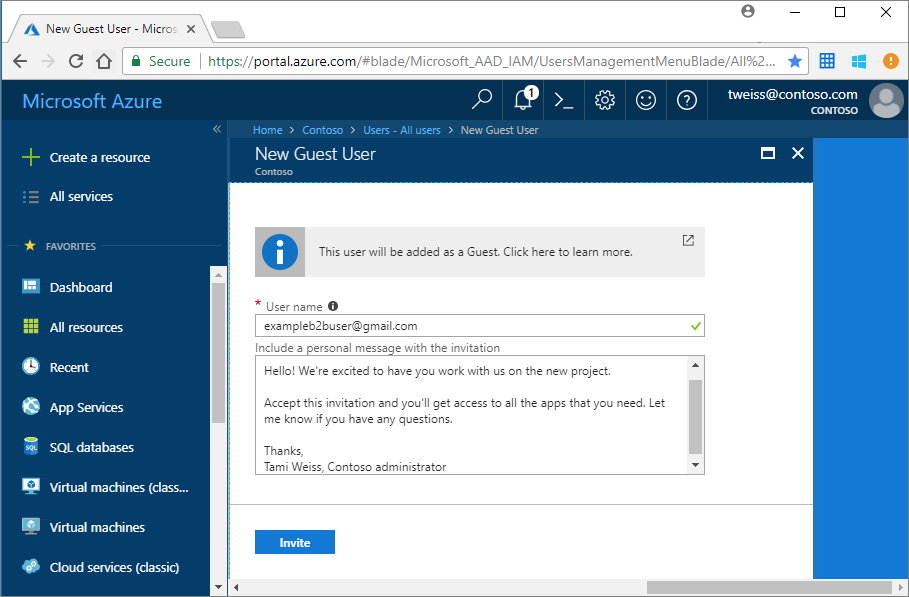 New Guest User - Micros
Secure
https://portal.azure.com/#blade/Microsoft_AAD_IAM/UsersManagementMenuBlade/All%2...
Microsoft Azure
1
tweiss@contoso.com
CONTOSO
Home > Contoso > Users - All users > New Guest User
Create a resource
All services
FAVORITES
Dashboard
All resources
Recent
App Services
SQL
SQL databases
Virtual machines (class...
Virtual machines
Cloud services (classic)
New Guest User
Contoso
This user will be added as a Guest. Click here to learn more.
* User name
exampleb2buser@gmail.com
Include a personal message with the invitation
Hello! We're excited to have you work with us on the new project.
Accept this invitation and you'll get access to all the apps that you need. Let
me know if you have any questions.
Thanks,
Tami Weiss, Contoso administrator
Invite